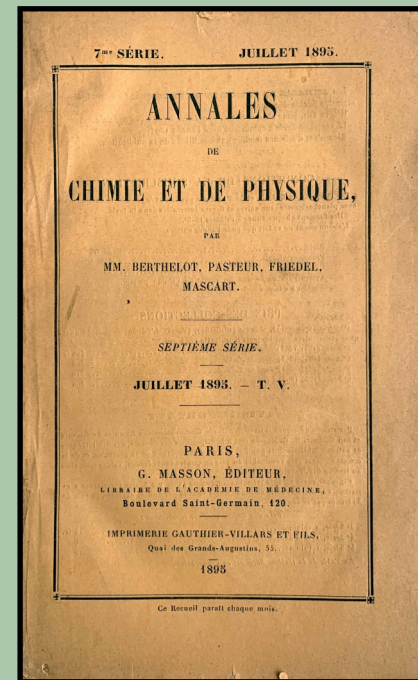 7me SÉRIE. JUILLET 1895.
ANNALES
DE
CHIMIE ET DE PHYSIQUE,
PAR
MM. BERTHELOT, PASTEUR, FRIEDEL,
MASCART.
SEPTIÈME SÉRIE.
JUILLET 1895. — T. V.
PARIS,
G. MASSON, ÉDITEUR,
LIBRAIRE DE L'ACADÉMIE DE MÉDECINE,
Boulevard Saint-Germain, 120.
IMPRIMERIE GAUTHIER-VILLARS ET FILS,
Quai des Grands-Augustins, 55.
1895
Ce Recueil paraît chaque mois.